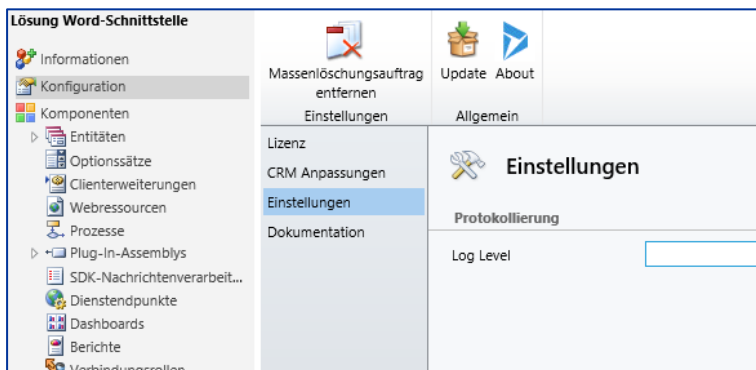 Lösung Word-Schnittstelle
Informationen
Konfiguration
Komponenten
Entitäten
Optionssätze
Clienterweiterungen
Webressourcen
Prozesse
Plug-In-Assemblys
SDK-Nachrichtenverarbeit...
Dienstendpunkte
Dashboards
Berichte
Verbindungsrollen
Massenlöschungsauftrag
entfernen
Einstellungen
Update About
Allgemein
Lizenz
CRM Anpassungen
Einstellungen
Dokumentation
Einstellungen
Protokollierung
Log Level